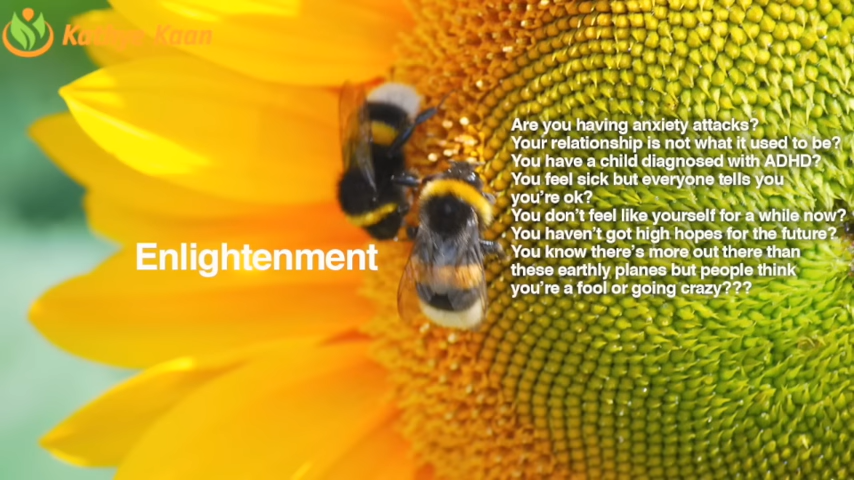 Kathye Kaan
Are you having anxiety attacks?
Your relationship is not what it used to be?
You have a child diagnosed with ADHD?
You feel sick but everyone tells you
you're ok?
You don't feel like yourself for a while now?
You haven't got high hopes for the future?
You know there's more out there than
these earthly planes but people think
you're a fool or going crazy???
Enlightenment